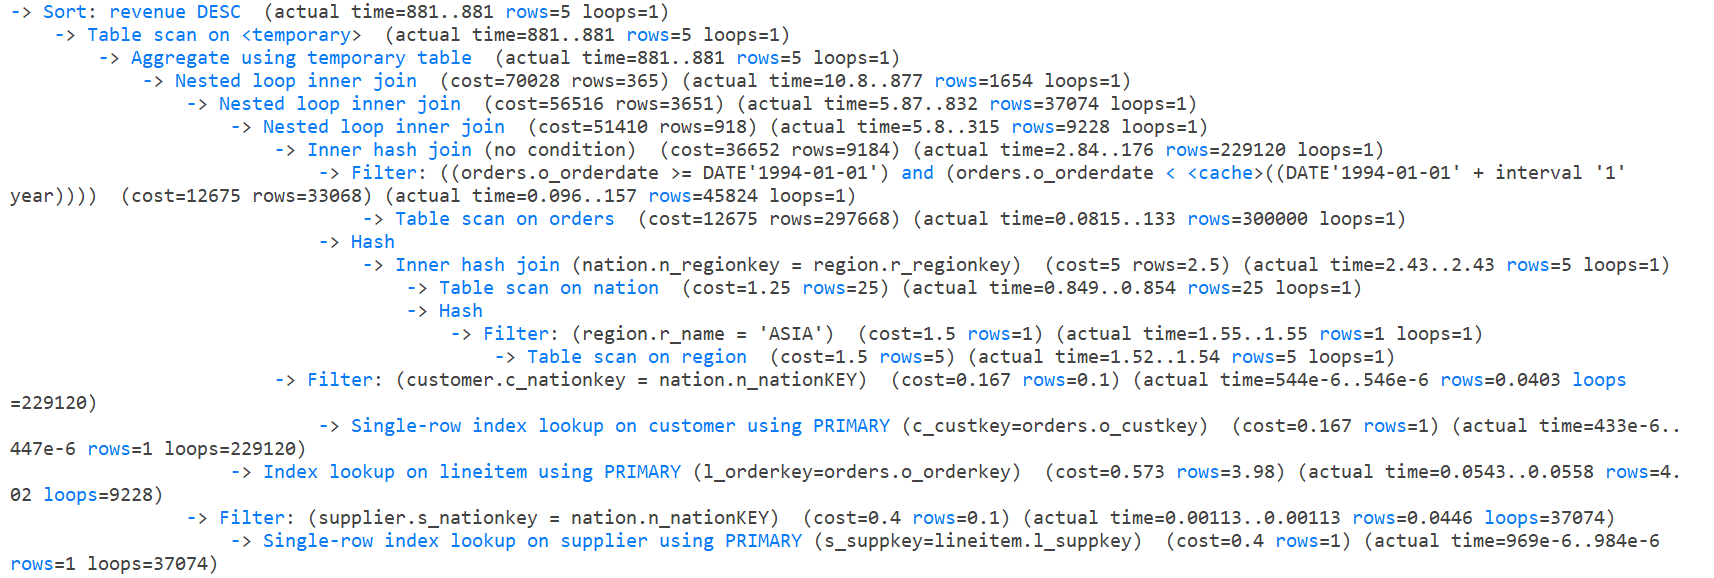 -> Sort: revenue DESC  (actual time=881..881 rows=5 loops=1)
-> Table scan on <temporary>  (actual time=881..881 rows=5 loops=1)
-> Aggregate using temporary table  (actual time=881..881 rows=5 loops=1)
-> Nested loop inner join  (cost=70028 rows=365) (actual time=10.8..877 rows=1654 loops=1)
-> Nested loop inner join  (cost=56516 rows=3651) (actual time=5.87..832 rows=37074 loops=1)
-> Nested loop inner join  (cost=51410 rows=918) (actual time=5.8..315 rows=9228 loops=1)
-> Inner hash join (no condition)  (cost=36652 rows=9184) (actual time=2.84..176 rows=229120 loops=1)
-> Filter: ((orders.o_orderdate >= DATE'1994-01-01') and (orders.o_orderdate < <cache>((DATE'1994-01-01' + interval '1'
year))))  (cost=12675 rows=33068) (actual time=0.096..157 rows=45824 loops=1)
-> Table scan on orders  (cost=12675 rows=297668) (actual time=0.0815..133 rows=300000 loops=1)
-> Hash
-> Inner hash join (nation.n_regionkey = region.r_regionkey)  (cost=5 rows=2.5) (actual time=2.43..2.43 rows=5 loops=1)
-> Table scan on nation  (cost=1.25 rows=25) (actual time=0.849..0.854 rows=25 loops=1)
-> Hash
-> Filter: (region.r_name = 'ASIA')  (cost=1.5 rows=1) (actual time=1.55..1.55 rows=1 loops=1)
-> Table scan on region  (cost=1.5 rows=5) (actual time=1.52..1.54 rows=5 loops=1)
-> Filter: (customer.c_nationkey = nation.n_nationKEY)  (cost=0.167 rows=0.1) (actual time=544e-6..546e-6 rows=0.0403 loops
=229120)
-> Single-row index lookup on customer using PRIMARY (c_custkey=orders.o_custkey)  (cost=0.167 rows=1) (actual time=433e-6..
447e-6 rows=1 loops=229120)
-> Index lookup on lineitem using PRIMARY (l_orderkey=orders.o_orderkey)  (cost=0.573 rows=3.98) (actual time=0.0543..0.0558 rows=4.
02 loops=9228)
-> Filter: (supplier.s_nationkey = nation.n_nationKEY)  (cost=0.4 rows=0.1) (actual time=0.00113..0.00113 rows=0.0446 loops=37074)
-> Single-row index lookup on supplier using PRIMARY (s_suppkey=lineitem.l_suppkey)  (cost=0.4 rows=1) (actual time=969e-6..984e-6
rows=1 loops=37074)